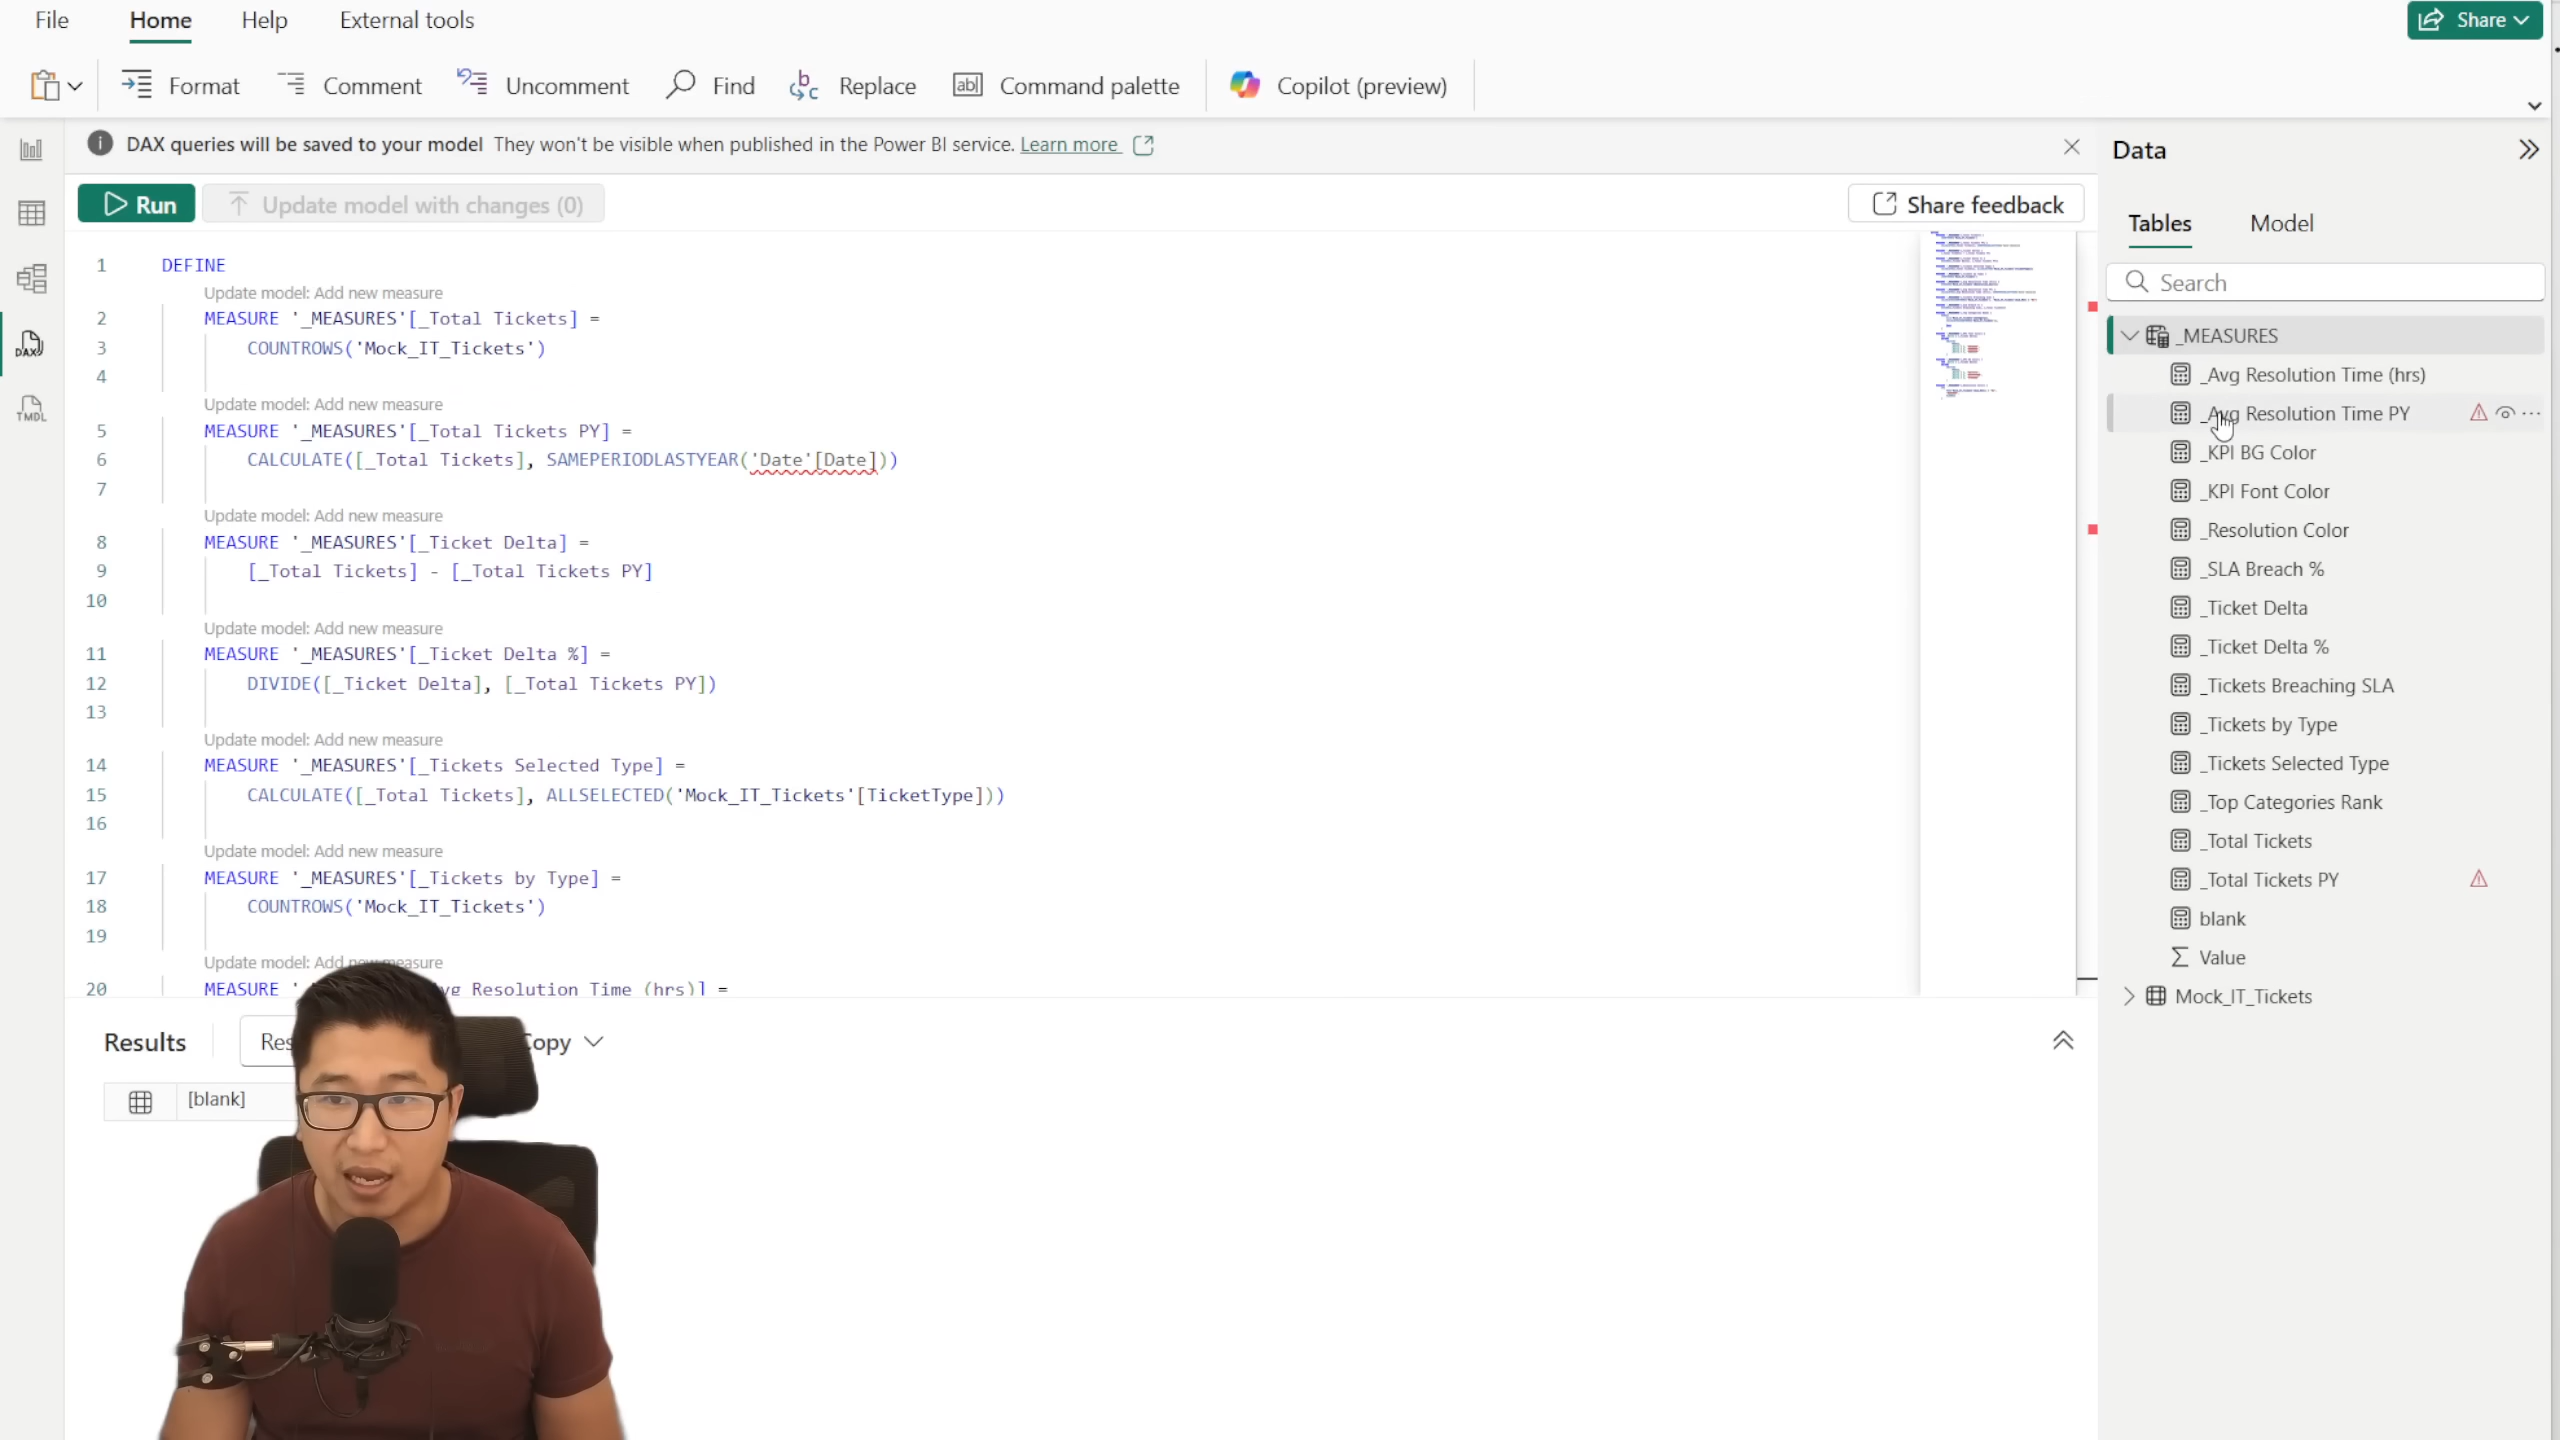 File Home Help External tools Share
Format Comment Uncomment Find Replace Command palette Copilot (preview)
DAX queries will be saved to your model They won't be visible when published in the Power BI service. Learn more
Run Update model with changes (0) Share feedback
1 DEFINE
Update model: Add new measure
2 MEASURE '_MEASURES'[_Total Tickets] =
3 COUNTROWS('Mock_IT_Tickets')
4
Update model: Add new measure
5 MEASURE '_MEASURES'[_Total Tickets PY] =
6 CALCULATE([_Total Tickets], SAMEPERIODLASTYEAR('Date'[Date]))
7
Update model: Add new measure
8 MEASURE '_MEASURES'[_Ticket Delta] =
9 [_Total Tickets] - [_Total Tickets PY]
10
Update model: Add new measure
11 MEASURE '_MEASURES'[_Ticket Delta %] =
12 DIVIDE([_Ticket Delta], [_Total Tickets PY])
13
Update model: Add new measure
14 MEASURE '_MEASURES'[_Tickets Selected Type] =
15 CALCULATE([_Total Tickets], ALLSELECTED('Mock_IT_Tickets'[TicketType]))
16
Update model: Add new measure
17 MEASURE '_MEASURES'[_Tickets by Type] =
18 COUNTROWS('Mock_IT_Tickets')
19
Update model: Add new measure
20 MEASURE Resolution Time (hrs)] =
Results
[blank]
DAX
TMDL
Data
Tables Model
Search
_MEASURES
_Avg Resolution Time (hrs)
_Avg Resolution Time PY
_KPI BG Color
_KPI Font Color
_Resolution Color
_SLA Breach %
_Ticket Delta
_Ticket Delta %
_Tickets Breaching SLA
_Tickets by Type
_Tickets Selected Type
_Top Categories Rank
_Total Tickets
_Total Tickets PY
blank
Value
Mock_IT_Tickets